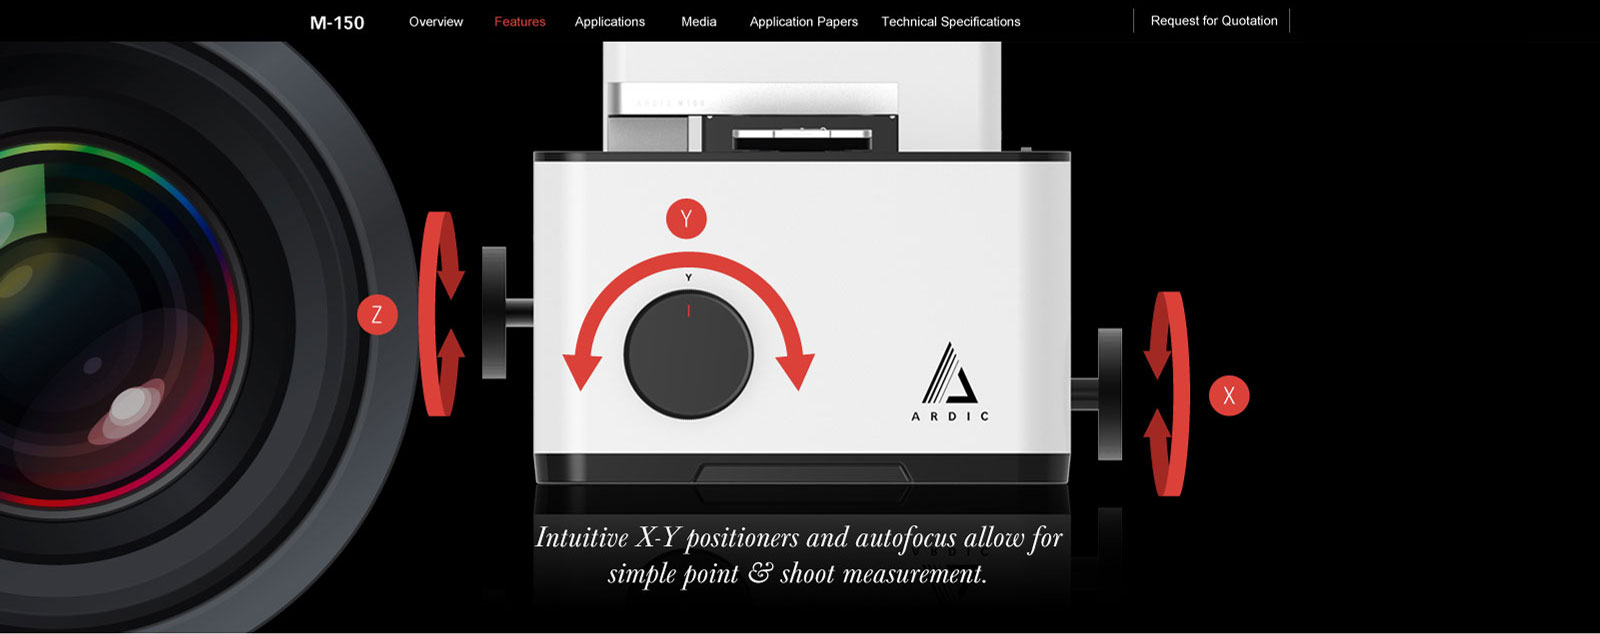 M-150
Overview
Features
Applications
Media
Application Papers
Technical Specifications
Request for Quotation
Y
Y
Z
X
ARDIC
Intuitive X-Y positioners and autofocus allow for
simple point & shoot measurement.